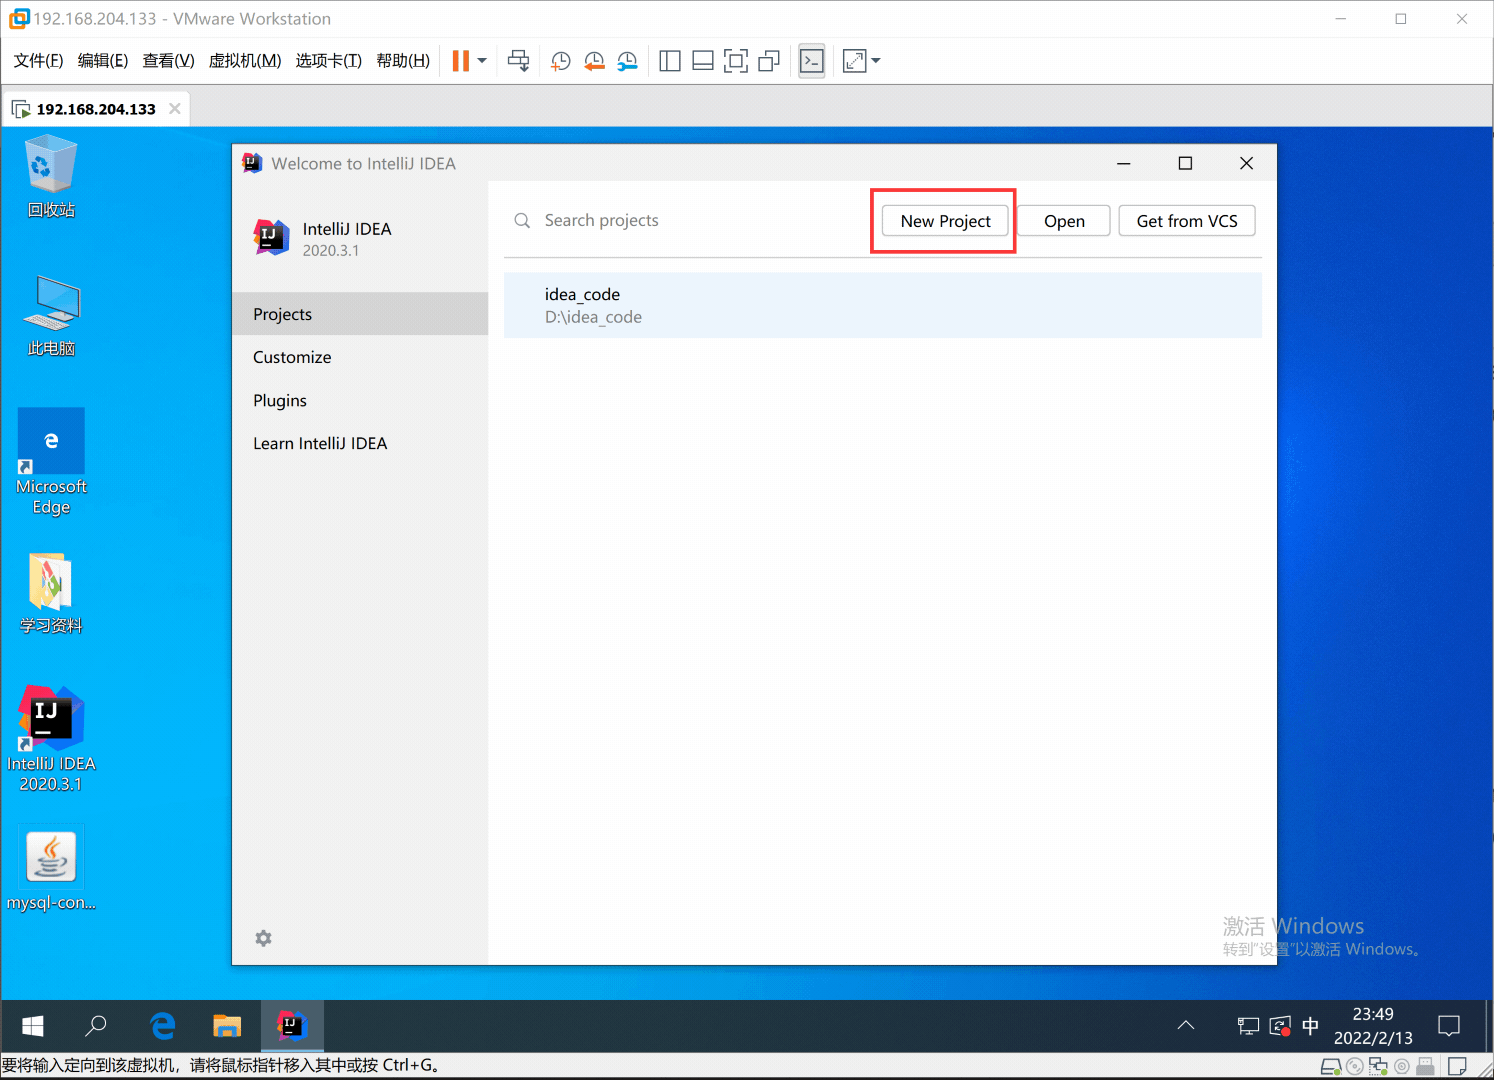 192.168.204.133 - VMware Workstation
文件(F) 编辑(E) 查看(V) 虚拟机(M) 选项卡(T) 帮助(H)
192.168.204.133
回收站
此电脑
Microsoft
Edge
学习资料
IntelliJ IDEA
2020.3.1
mysql-con...
Welcome to IntelliJ IDEA
IntelliJ IDEA
2020.3.1
Projects
Customize
Plugins
Learn IntelliJ IDEA
Search projects
New Project
Open
Get from VCS
idea_code
D:\idea_code
激活 Windows
转到“设置”以激活 Windows。
中
23:49
2022/2/13
要将输入定向到该虚拟机，请将鼠标指针移入其中或按 Ctrl+G。